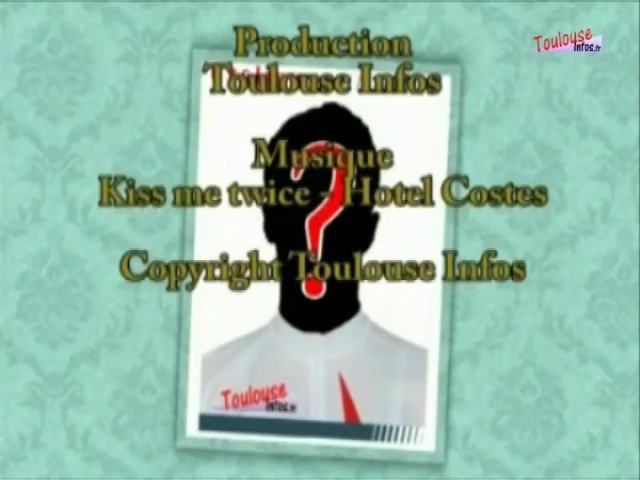 Production
Toulouse
Infos.fr
Toulouse Infos
Musique
?
Kiss me twice - Hotel Costes
Copyright Toulouse Infos
Toulouse
Infos.fr